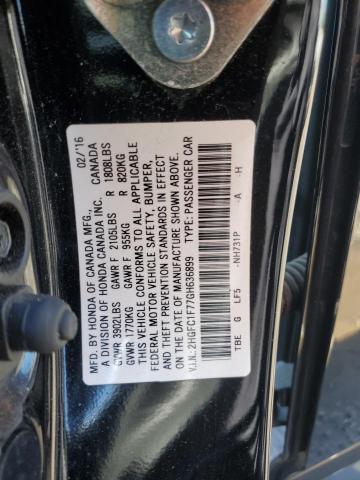 MFD. BY HONDA OF CANADA MFG., 02/16
A DIVISION OF HONDA CANADA INC. CANADA
GVWR 3902LBS GAWR F 2105LBS R 1808LBS
GVWR 1770KG GAWR F 955KG R 820KG
THIS VEHICLE CONFORMS TO ALL APPLICABLE
FEDERAL MOTOR VEHICLE SAFETY, BUMPER,
& THEFT PREVENTION STANDARDS IN EFFECT
ON THE DATE OF MANUFACTURE SHOWN ABOVE.
V.I.N.: 2HGFC1F77GH636899 TYPE: PASSENGER CAR
TBE G LF5 -NH731P -A -H